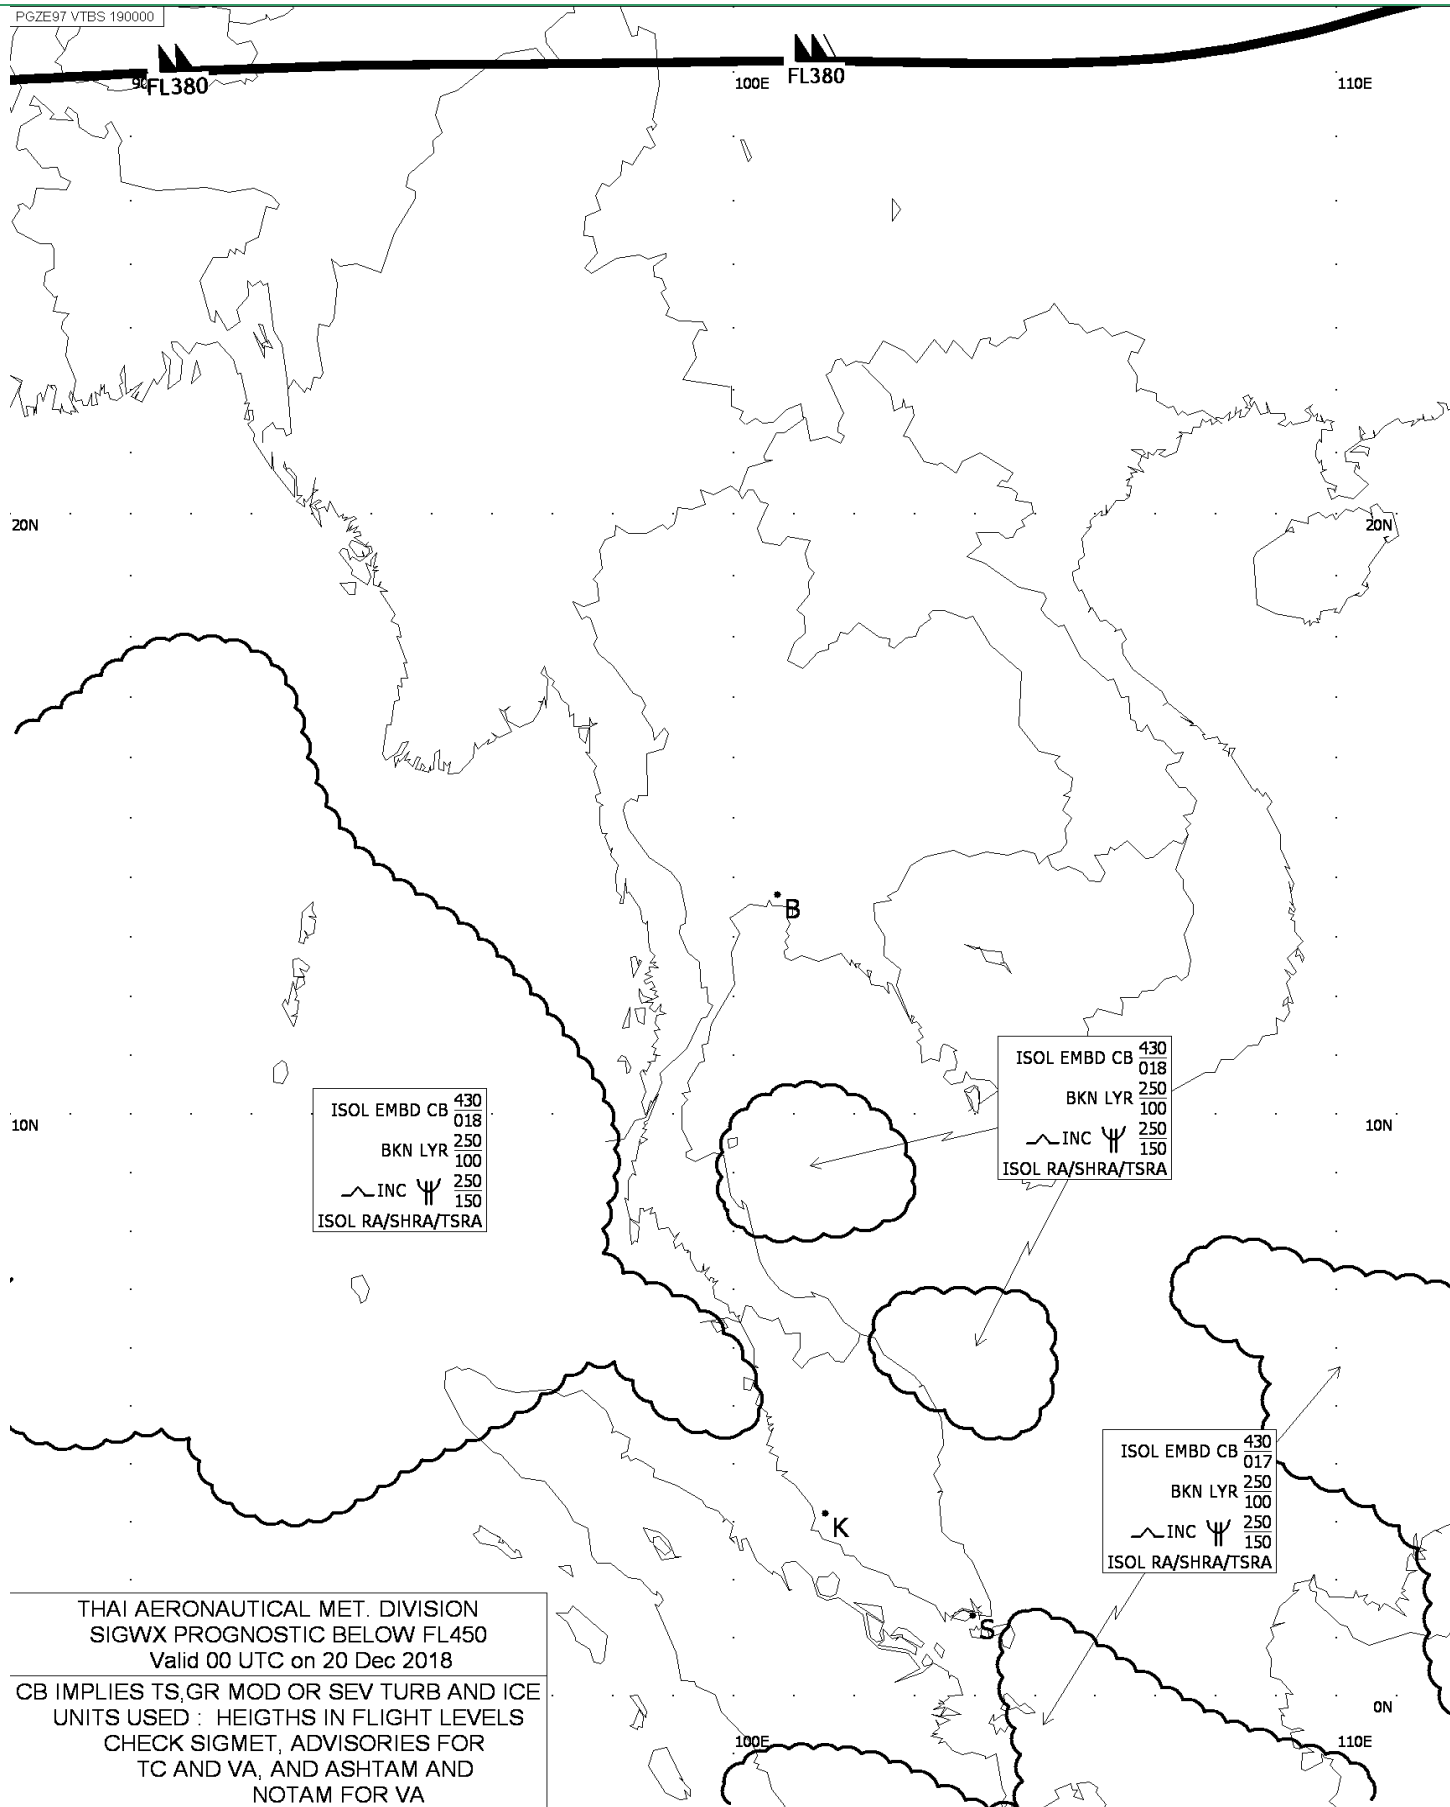 PGZE97 VTBS 190000
FL380
FL380
100E
110E
20N
20N
B
ISOL EMBD CB 430
018
BKN LYR 250
100
INC 250
150
ISOL RA/SHRA/TSRA
ISOL EMBD CB 430
018
BKN LYR 250
100
INC 250
150
ISOL RA/SHRA/TSRA
10N
10N
ISOL EMBD CB 430
017
BKN LYR 250
100
INC 250
150
ISOL RA/SHRA/TSRA
K
S
THAI AERONAUTICAL MET. DIVISION
SIGWX PROGNOSTIC BELOW FL450
Valid 00 UTC on 20 Dec 2018
CB IMPLIES TS,GR MOD OR SEV TURB AND ICE
UNITS USED : HEIGTHS IN FLIGHT LEVELS
CHECK SIGMET, ADVISORIES FOR
TC AND VA, AND ASHTAM AND
NOTAM FOR VA
0N
100E
110E